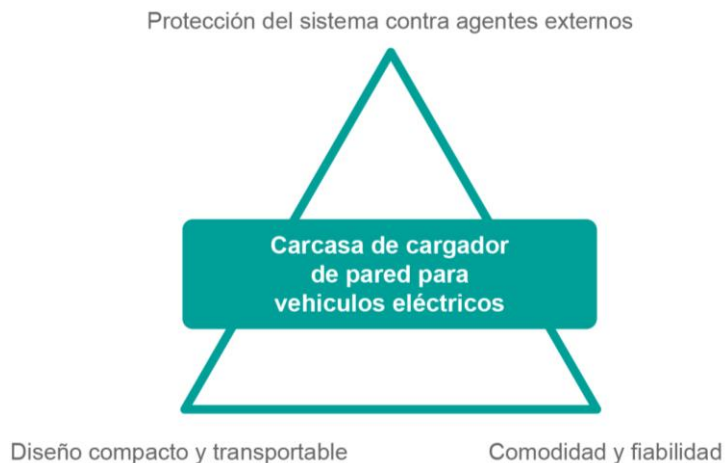 Protección del sistema contra agentes externos
Carcasa de cargador
de pared para
vehiculos eléctricos
Diseño compacto y transportable
Comodidad y fiabilidad